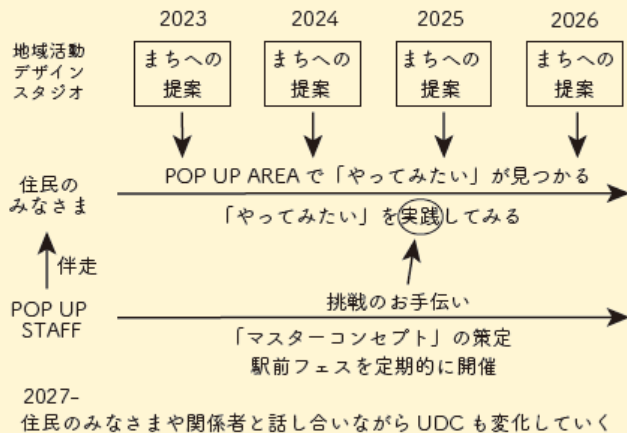 2023 2024 2025 2026
地域活動
デザイン
スタジオ
まちへの
提案
まちへの
提案
まちへの
提案
まちへの
提案
住民の
みなさま
POP UP AREAで「やってみたい」が見つかる
「やってみたい」を実践してみる
伴走
POP UP
STAFF
挑戦のお手伝い
「マスターコンセプト」の策定
駅前フェスを定期的に開催
2027-
住民のみなさまや関係者と話し合いながらUDCも変化していく